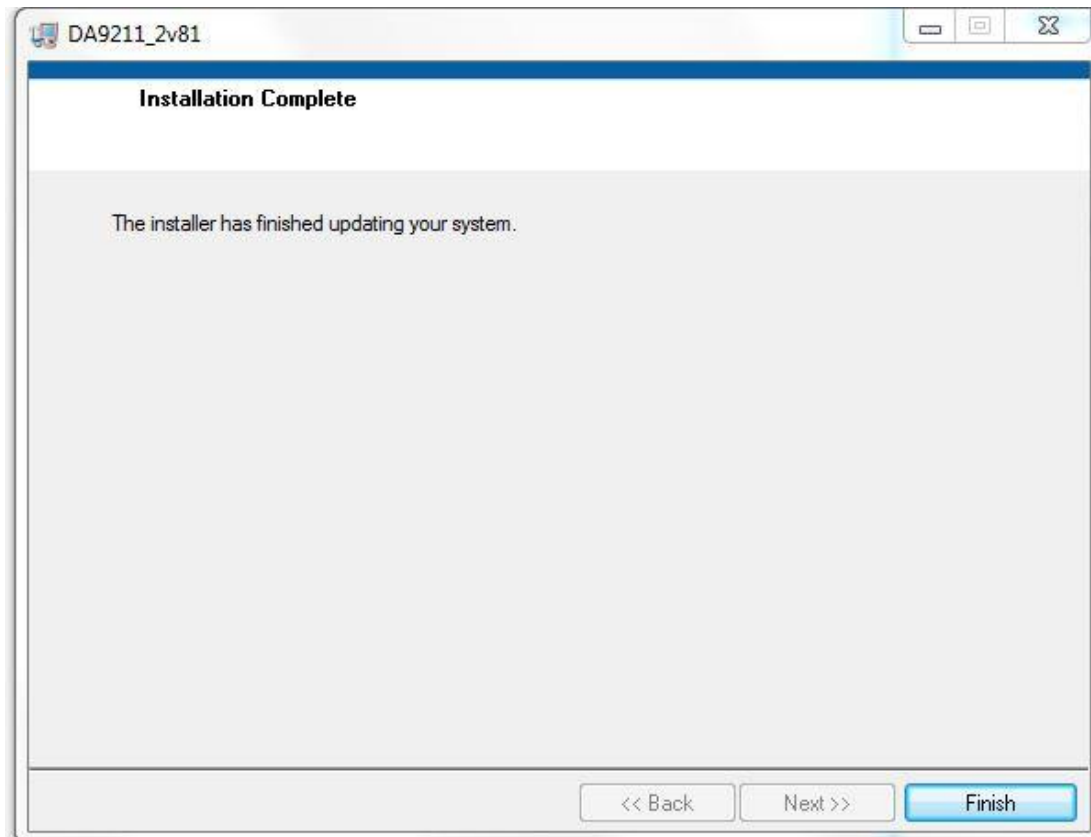 DA9211_2v81
Installation Complete
The installer has finished updating your system.
<< Back
Next >>
Finish